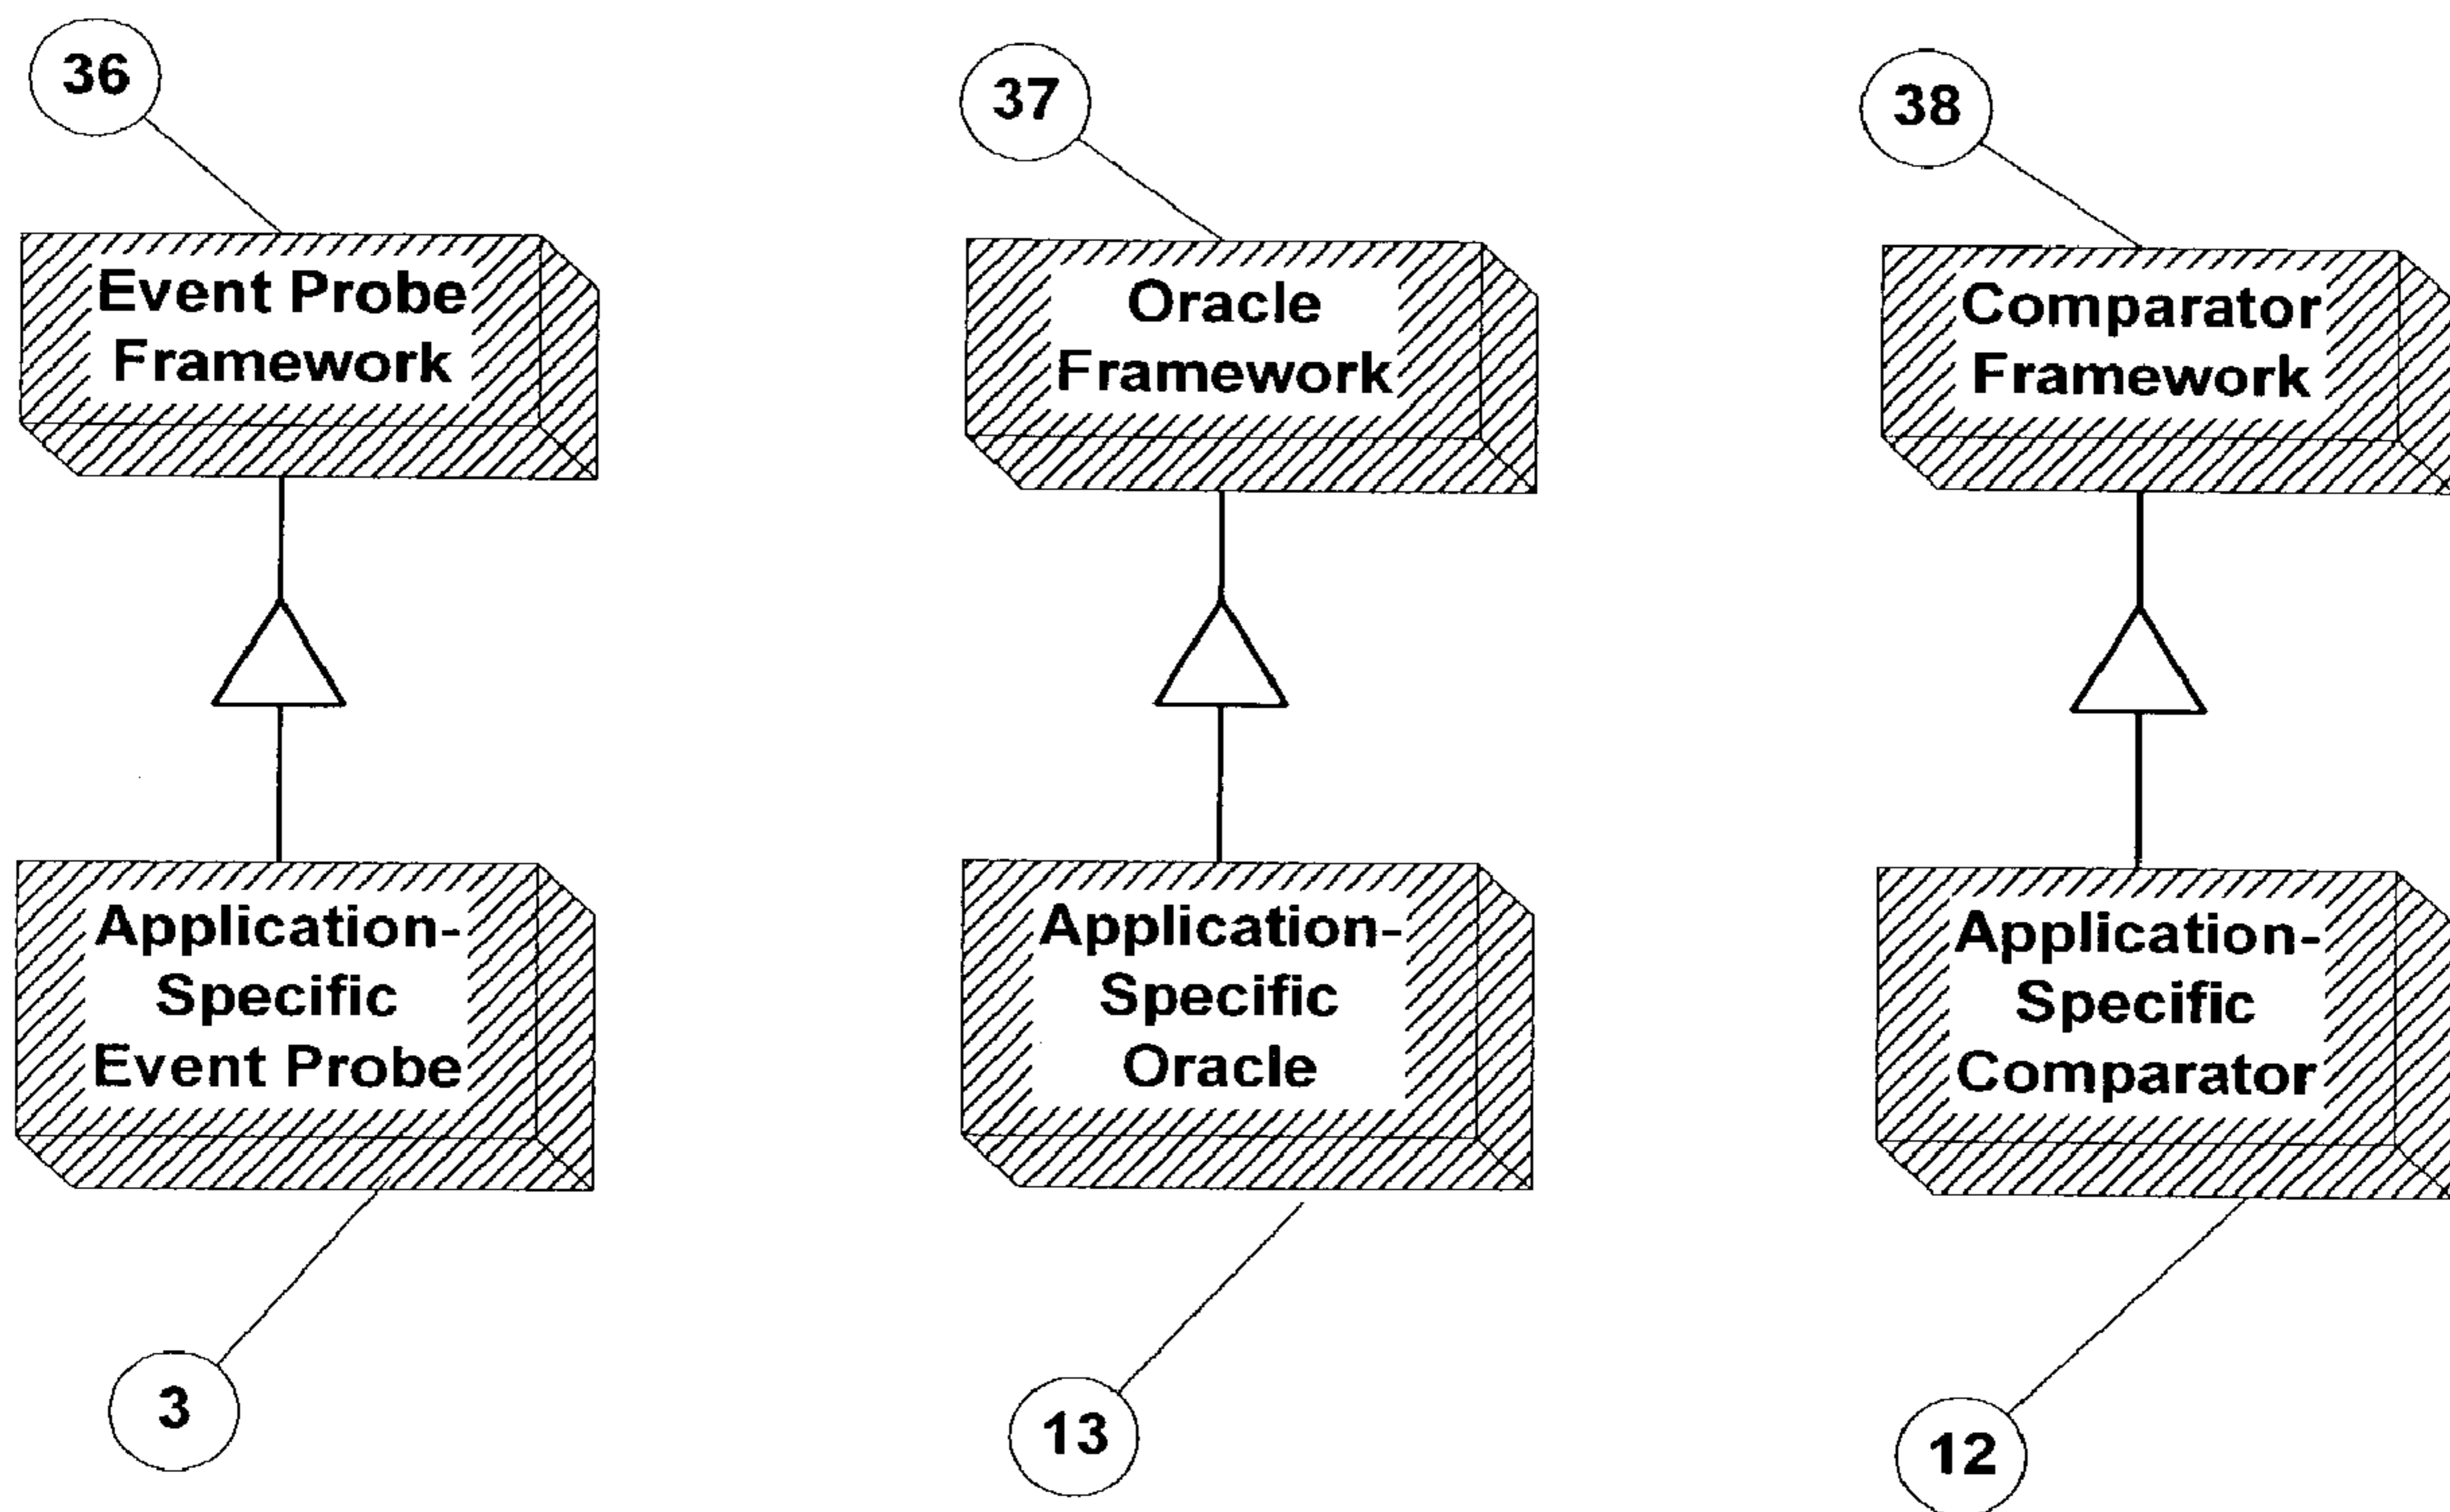 36
37
38
Event Probe
Framework
Oracle
Framework
Comparator
Framework
Application-
Specific
Event Probe
Application-
Specific
Oracle
Application-
Specific
Comparator
3
13
12